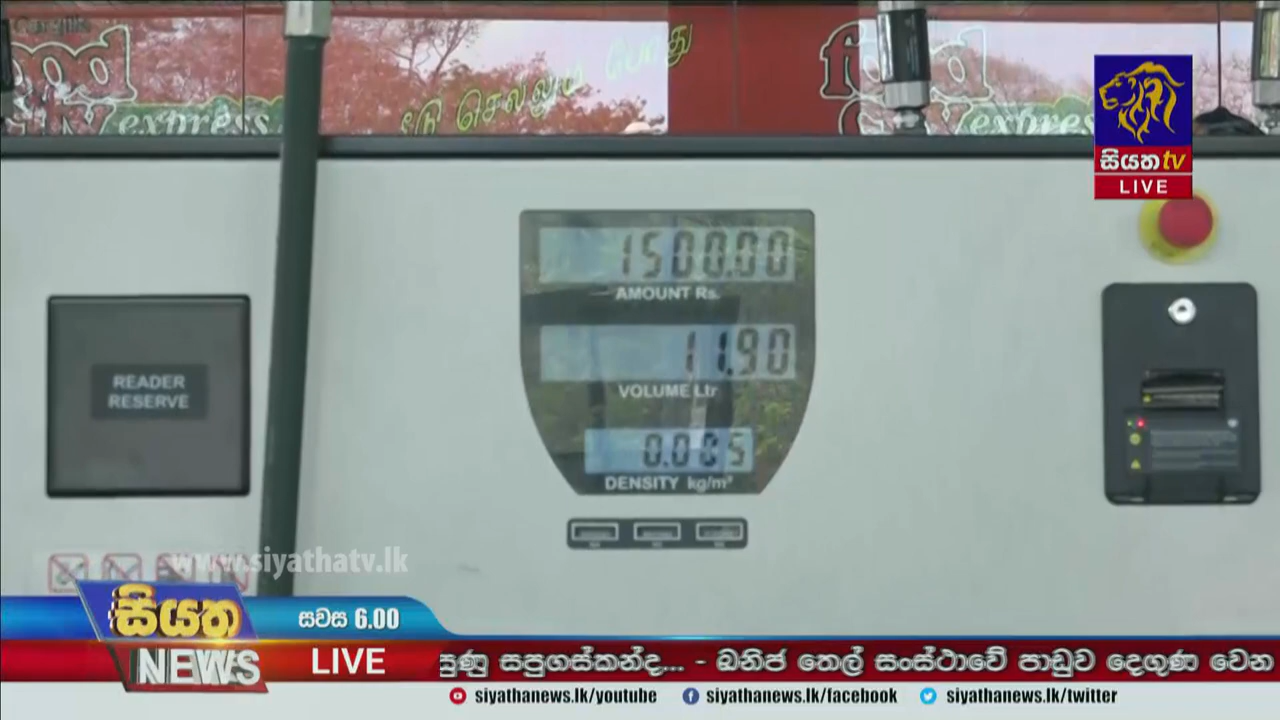 food
express
டு செல்லும் போது
food
express
සියත tv
LIVE
1500.00
AMOUNT Rs.
11.90
VOLUME Ltr
READER
RESERVE
DENSITY kg/m³
www.siyathatv.lk
සියත
සවස 6.00
NEWS
LIVE
පුණු සපුගස්කන්ද... - ඛනිජ තෙල් සංස්ථාවේ පාඩුව දෙගුණ වෙන
siyathanews.lk/youtube
siyathanews.lk/facebook
siyathanews.lk/twitter